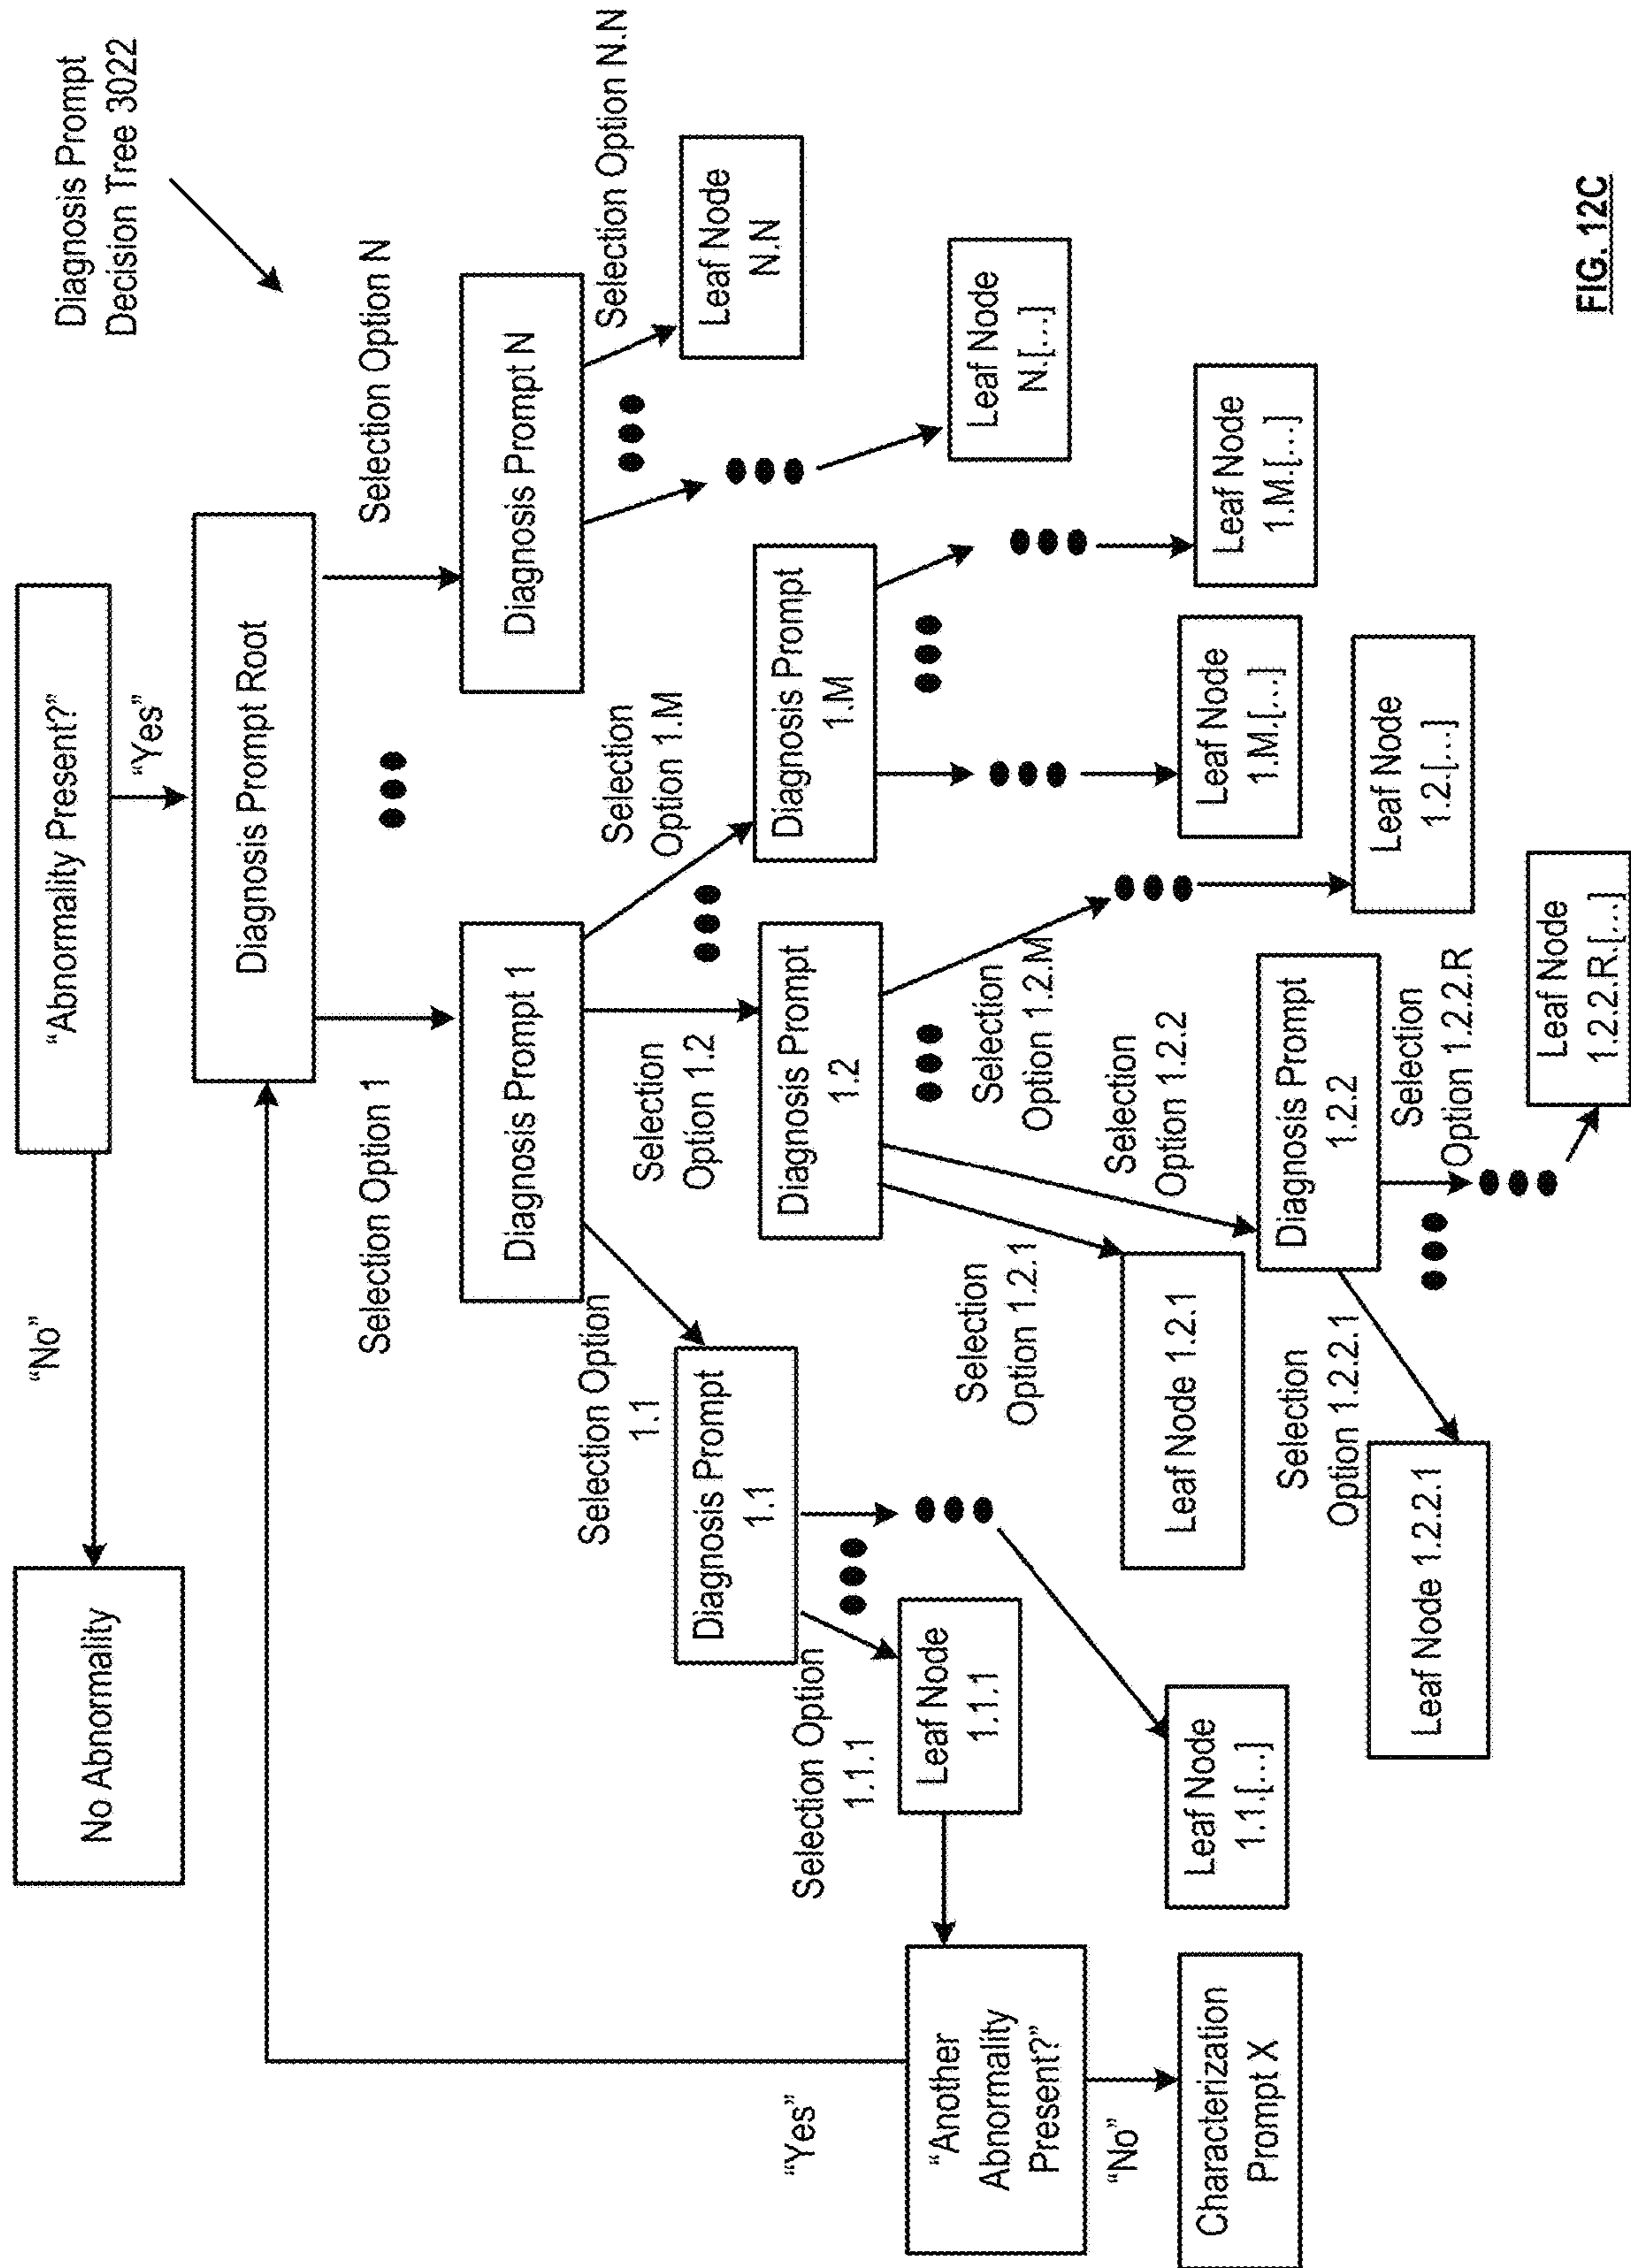 Diagnosis Prompt
Decision Tree 3022
"Abnormality Present?"
"No"
"Yes"
No Abnormality
Diagnosis Prompt Root
Selection Option 1
Selection Option N
Diagnosis Prompt 1
Diagnosis Prompt N
Selection Option
1.1
Selection
Option 1.2
Selection
Option 1.M
Selection Option N.N
Diagnosis Prompt
1.1
Diagnosis Prompt
1.2
Diagnosis Prompt
1.M
Leaf Node
N.N
"Yes"
Selection Option
1.1.1
Leaf Node
1.1.1
Selection
Option 1.2.1
Selection
Option 1.2.M
Leaf Node
N.[...]
"Another
Abnormality
Present?"
"No"
Selection
Option 1.2.2
Leaf Node 1.2.1
Characterization
Prompt X
Leaf Node
1.1.[...]
Diagnosis Prompt
1.2.2
Leaf Node
1.M.[...]
Leaf Node
1.M.[...]
Selection
Option 1.2.2.1
Selection
Option 1.2.2.R
Leaf Node
1.2.[...]
Leaf Node 1.2.2.1
Leaf Node
1.2.2.R.[...]
FIG. 12C